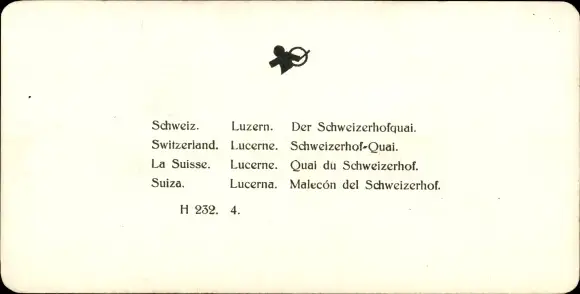 Schweiz. Luzern. Der Schweizerhofquai.
Switzerland. Lucerne. Schweizerhof-Quai.
La Suisse. Lucerne. Quai du Schweizerhof.
Suiza. Lucerna. Malecón del Schweizerhof.
H 232. 4.